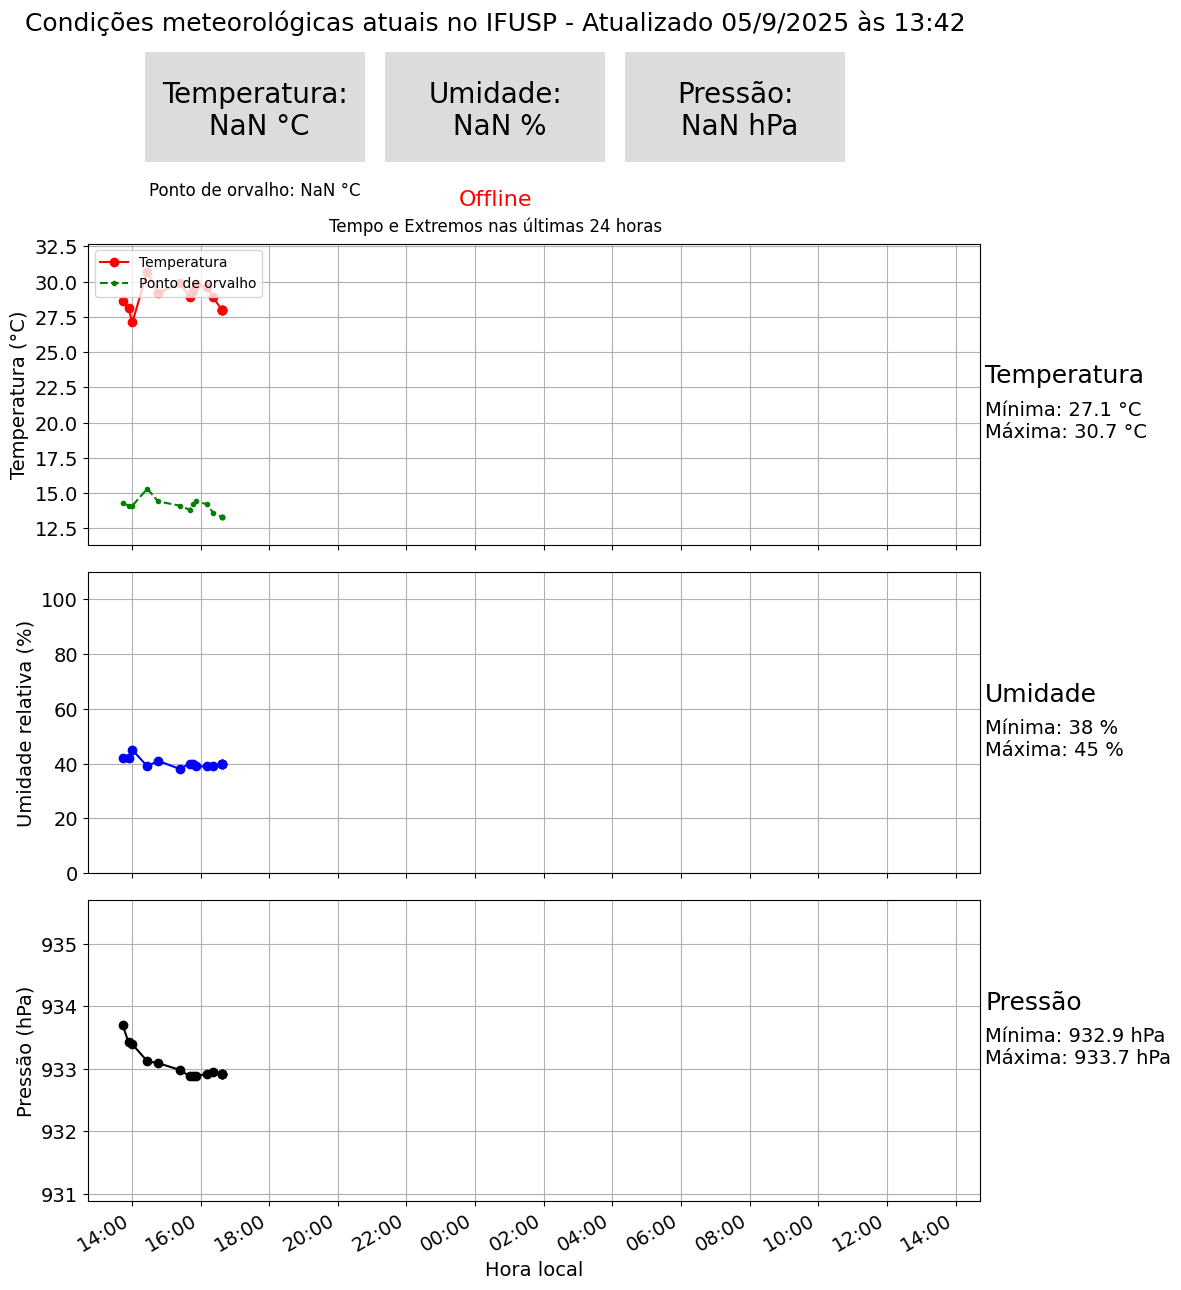 Condições meteorológicas atuais no IFUSP - Atualizado 05/9/2025 às 13:42
Temperatura:
NaN °C
Umidade:
NaN %
Pressão:
NaN hPa
Ponto de orvalho: NaN °C
Offline
Tempo e Extremos nas últimas 24 horas
32.5
30.0
27.5
25.0
22.5
20.0
17.5
15.0
12.5
Temperatura (°C)
Temperatura
Ponto de orvalho
Temperatura
Mínima: 27.1 °C
Máxima: 30.7 °C
100
80
60
40
20
0
Umidade relativa (%)
Umidade
Mínima: 38 %
Máxima: 45 %
935
934
933
932
931
Pressão (hPa)
Pressão
Mínima: 932.9 hPa
Máxima: 933.7 hPa
14:00 16:00 18:00 20:00 22:00 00:00 02:00 04:00 06:00 08:00 10:00 12:00 14:00
Hora local